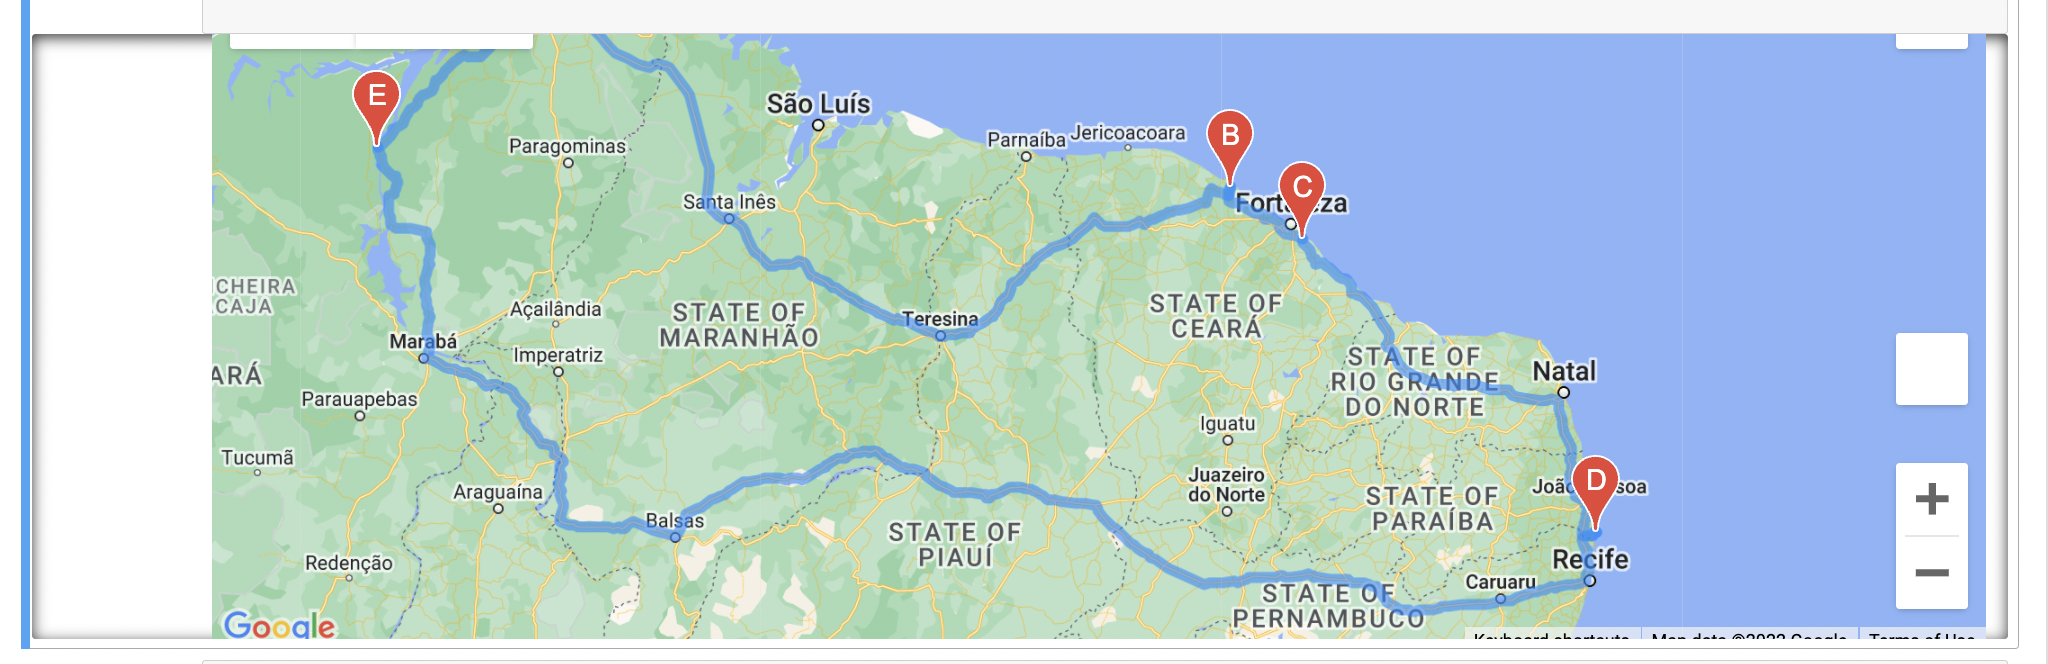 E
São Luís
B
Parnaíba
Jericoacoara
Paragominas
C
Santa Inês
Fort
za
CHEIRA
CAJA
STATE OF
MARANHÃO
Açailândia
Teresina
STATE OF
CEARÁ
Marabá
Imperatriz
STATE OF
RIO GRANDE
DO NORTE
Natal
ARÁ
Parauapebas
Iguatu
Tucumã
Juazeiro
do Norte
D
João
soa
Araguaína
STATE OF
PARAÍBA
Balsas
STATE OF
PIAUÍ
Redenção
Recife
Caruaru
STATE OF
PERNAMBUCO
Google
Keyboard shortcuts
Map data ©2022 Google
Terms of Use